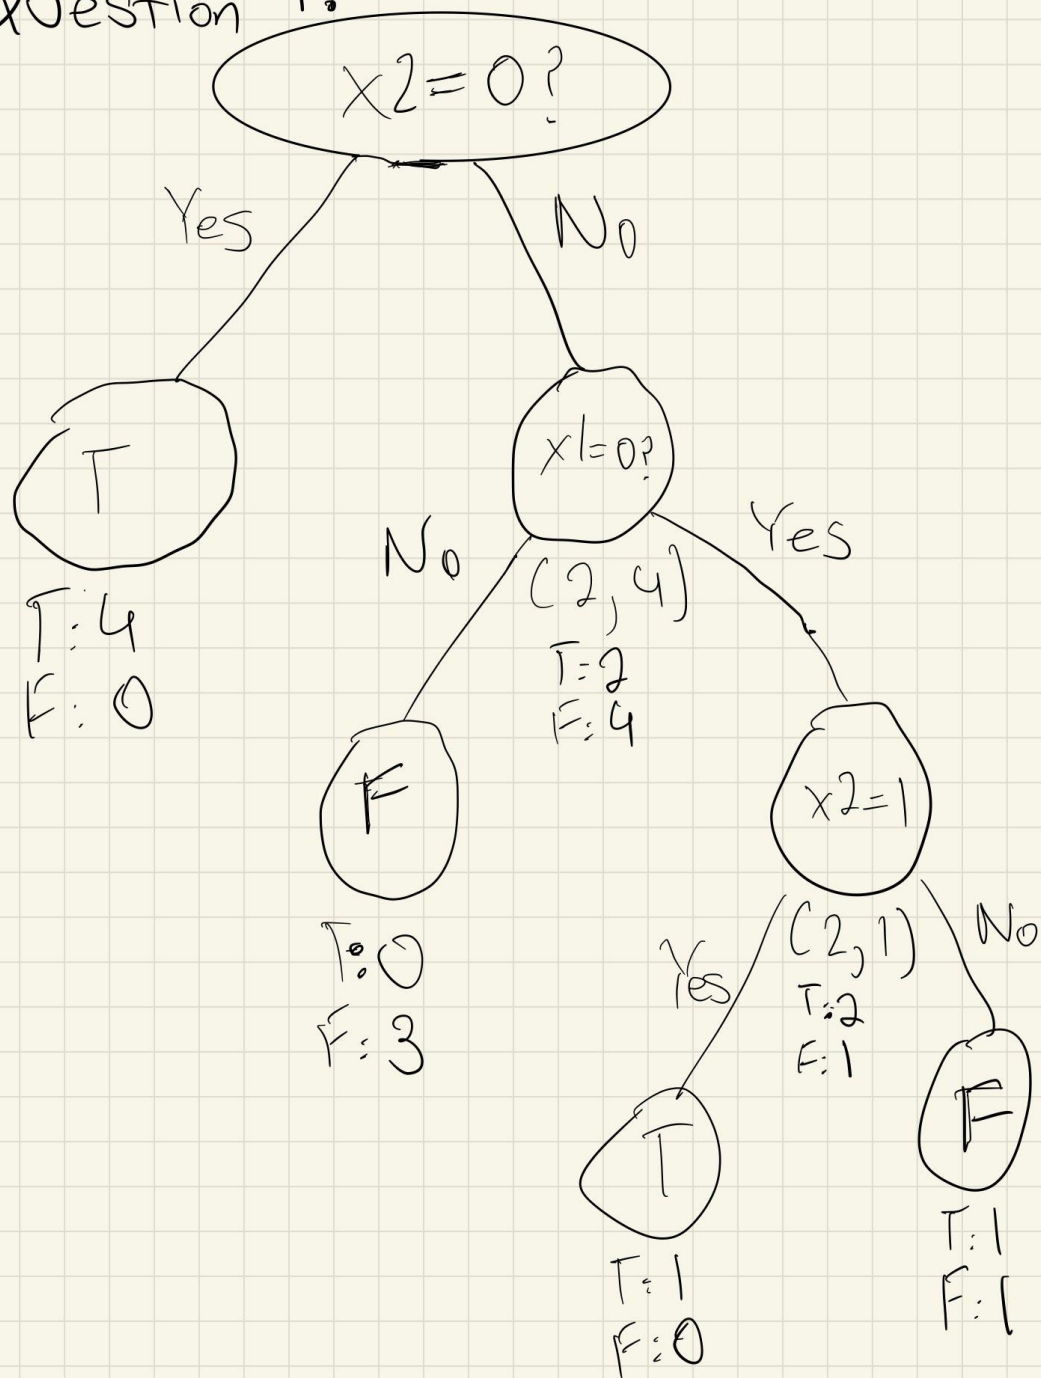 Question 1:
x2=0?
Yes
No
T
x1=0?
T:4
F:0
No
Yes
(2,4)
T=2
F:4
F
x2=1
T:0
F:3
Yes
(2,1)
No
T:2
F:1
T
F
T:1
F:0
T:1
F:1